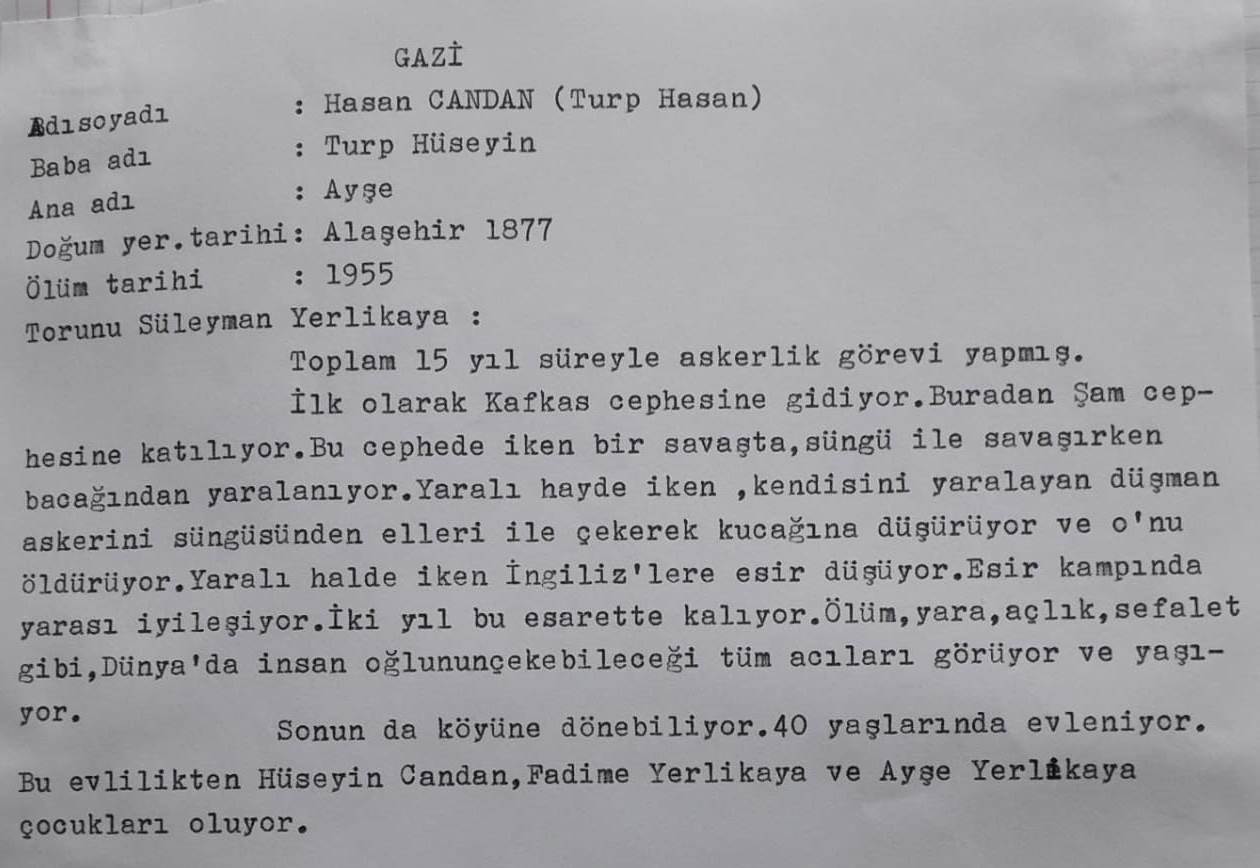 GAZİ
Adısoyadı : Hasan CANDAN (Turp Hasan)
Baba adı : Turp Hüseyin
Ana adı : Ayşe
Doğum yer.tarihi: Alaşehir 1877
Ölüm tarihi : 1955
Torunu Süleyman Yerlikaya :
Toplam 15 yıl süreyle askerlik görevi yapmış.
İlk olarak Kafkas cephesine gidiyor.Buradan Şam cep-
hesine katılıyor.Bu cephede iken bir savaşta,süngü ile savaşırken
bacağından yaralanıyor.Yaralı hayde iken ,kendisini yaralayan düşman
askerini süngüsünden elleri ile çekerek kucağına düşürüyor ve o'nu
öldürüyor.Yaralı halde iken İngiliz'lere esir düşüyor.Esir kampında
yarası iyileşiyor.İki yıl bu esarette kalıyor.Ölüm,yara,açlık,sefalet
gibi,Dünya'da insan oğlununçekebileceği tüm acıları görüyor ve yaşı-
yor.
Sonun da köyüne dönebiliyor.40 yaşlarında evleniyor.
Bu evlilikten Hüseyin Candan,Fadime Yerlikaya ve Ayşe Yerlikaya
çocukları oluyor.